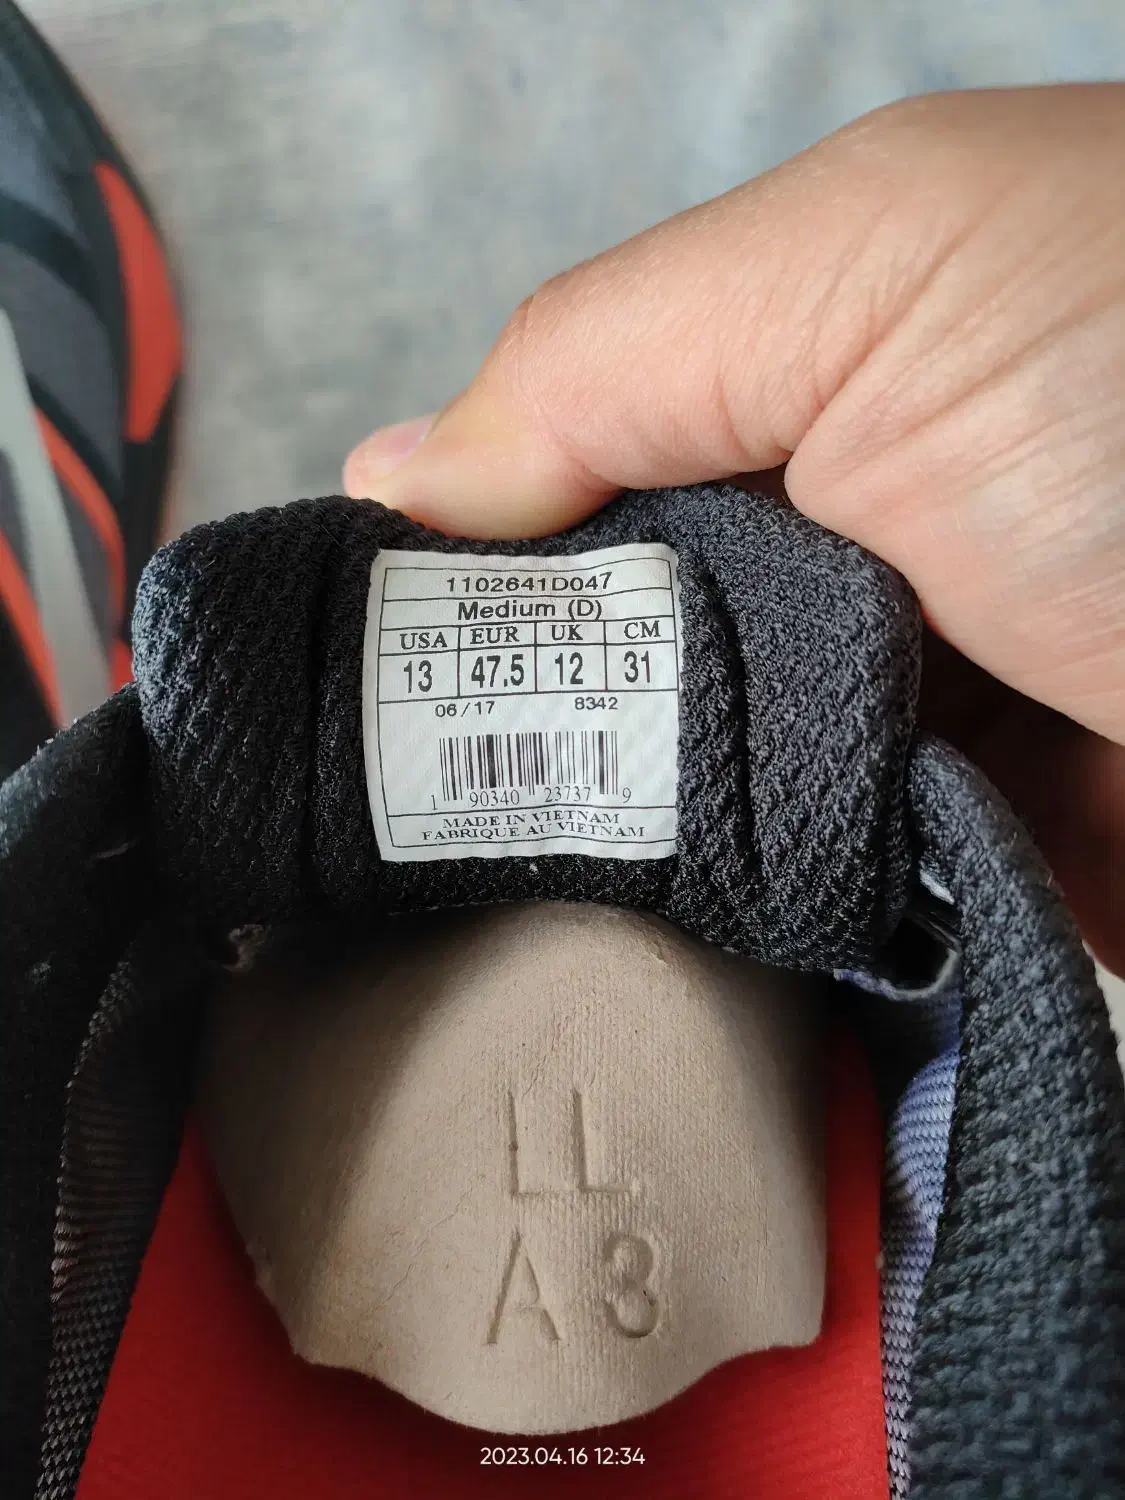 1102641D047
Medium (D)
USA EUR UK CM
13 47.5 12 31
06/17 8342
1 90340 23737 9
MADE IN VIETNAM
FABRIQUE AU VIETNAM
LL
A3
2023.04.16 12:34